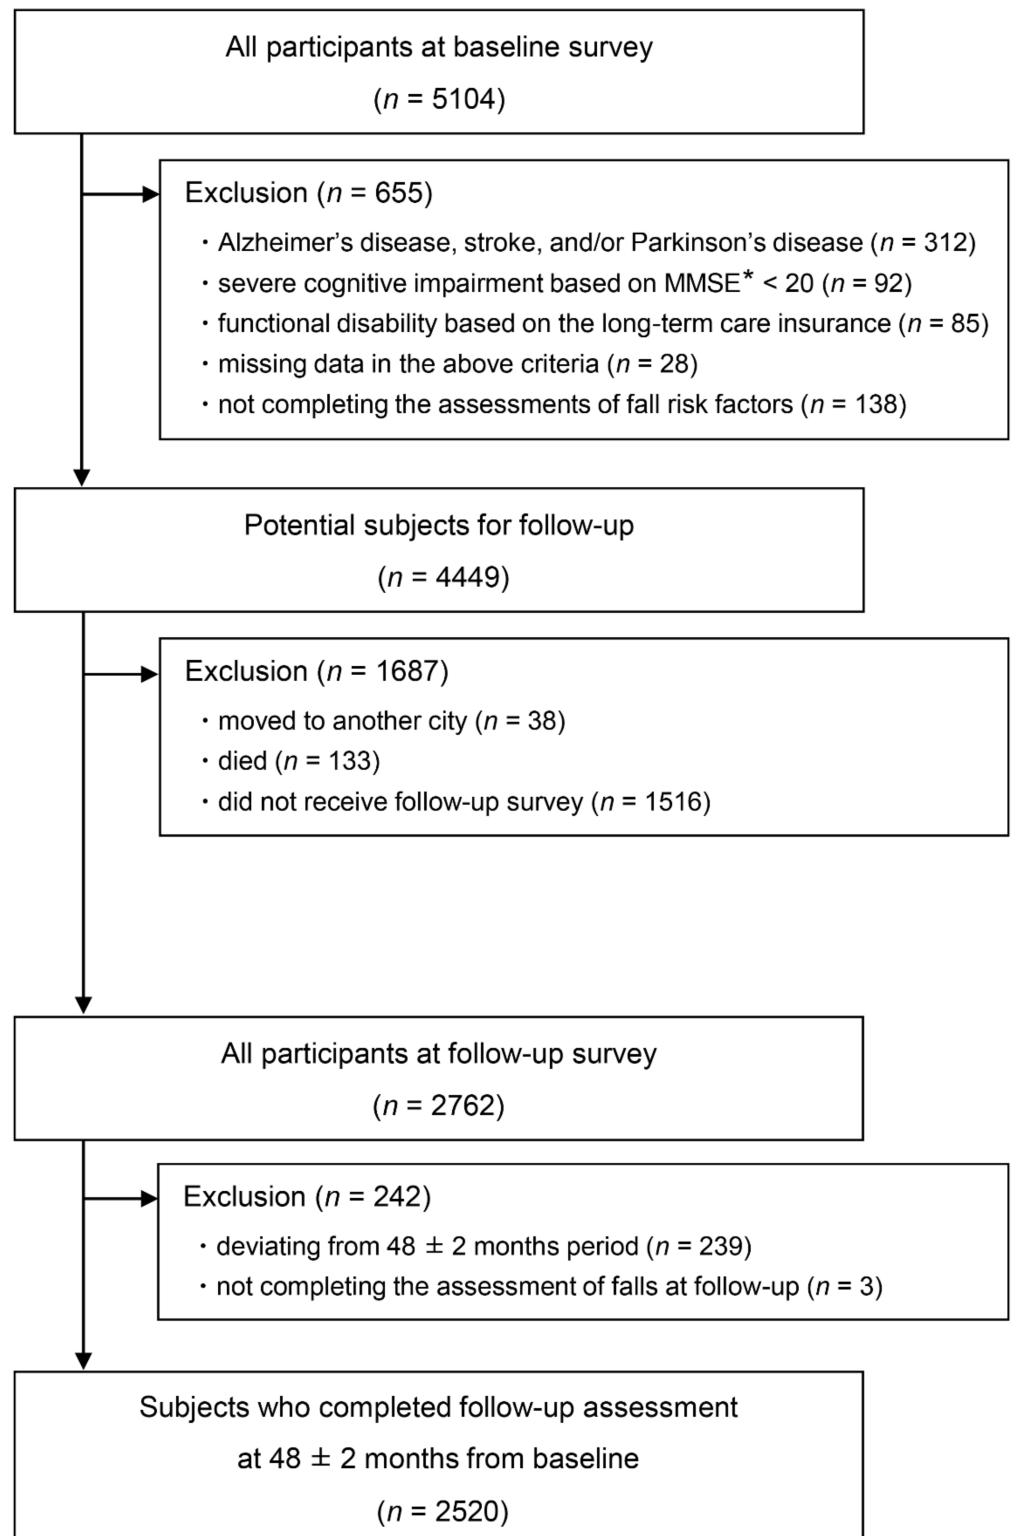 All participants at baseline survey
(n = 5104)
Exclusion (n = 655)
・Alzheimer’s disease, stroke, and/or Parkinson’s disease (n = 312)
・severe cognitive impairment based on MMSE* < 20 (n = 92)
・functional disability based on the long-term care insurance (n = 85)
・missing data in the above criteria (n = 28)
・not completing the assessments of fall risk factors (n = 138)
Potential subjects for follow-up
(n = 4449)
Exclusion (n = 1687)
・moved to another city (n = 38)
・died (n = 133)
・did not receive follow-up survey (n = 1516)
All participants at follow-up survey
(n = 2762)
Exclusion (n = 242)
・deviating from 48 ± 2 months period (n = 239)
・not completing the assessment of falls at follow-up (n = 3)
Subjects who completed follow-up assessment
at 48 ± 2 months from baseline
(n = 2520)